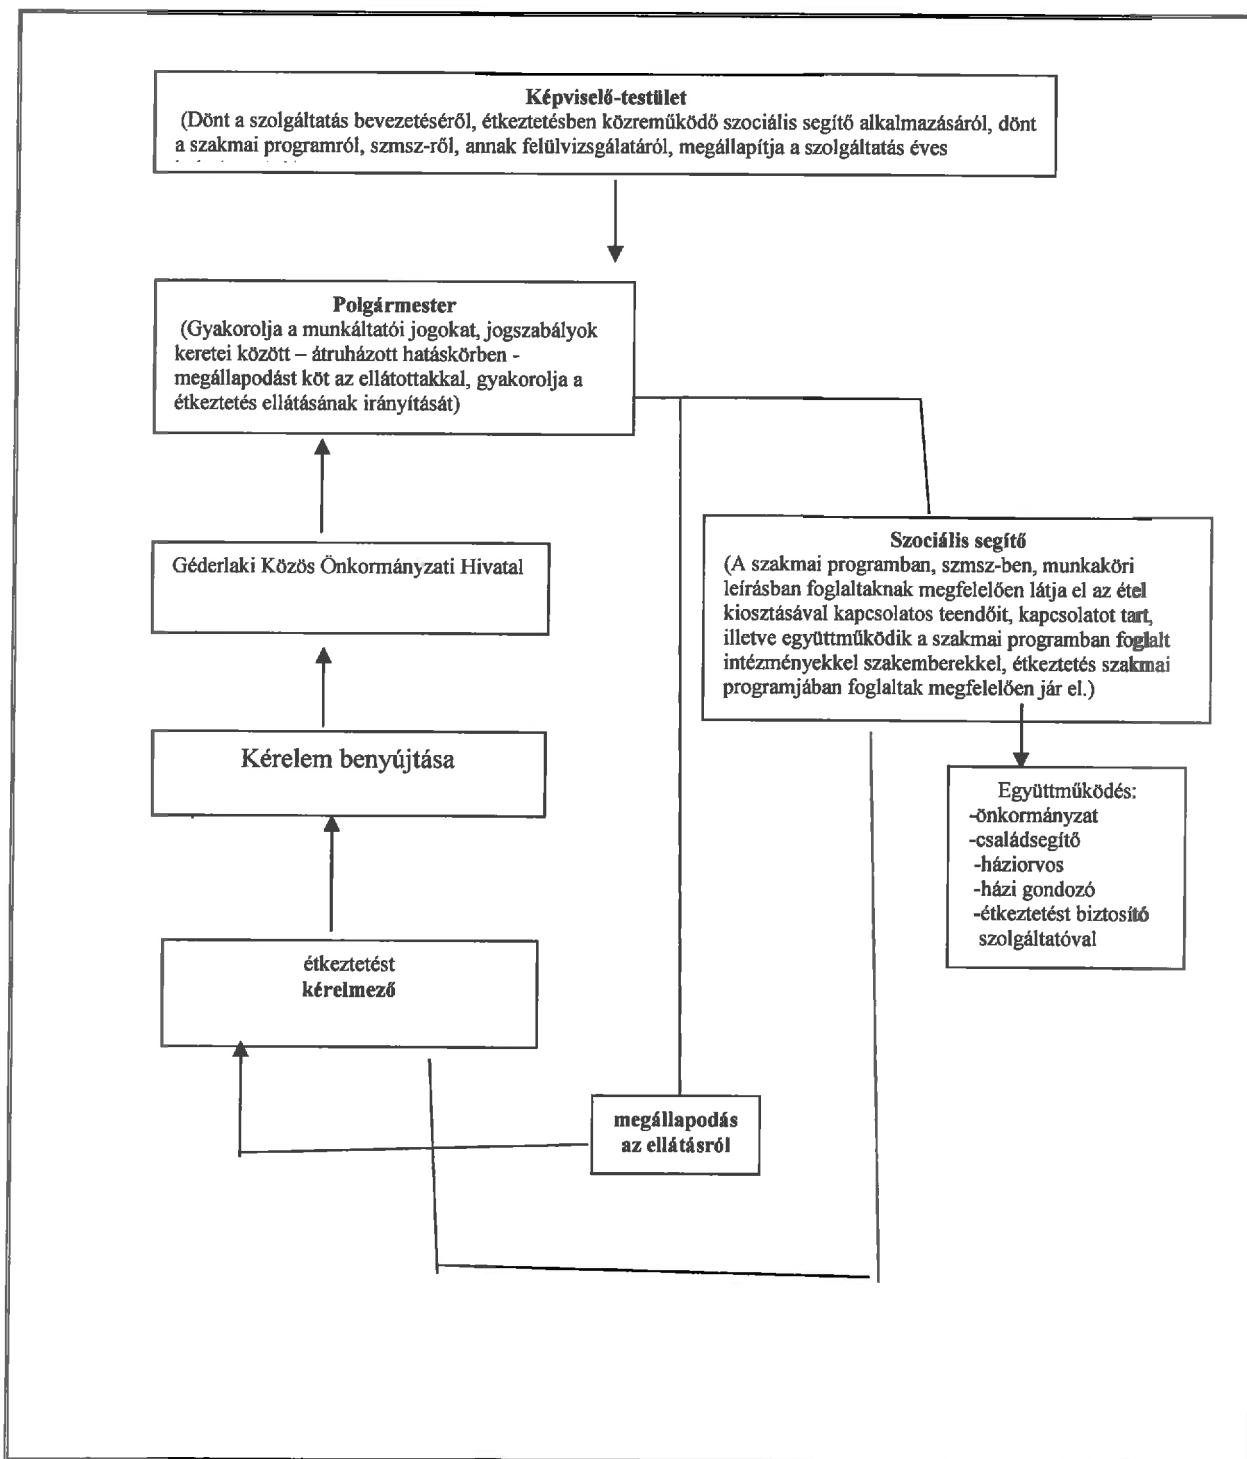 Képviselő-testület
(Dönt a szolgáltatás bevezetéséről, étkeztetésben közreműködő szociális segítő alkalmazásáról, dönt
a szakmai programról, szmsz-ről, annak felülvizsgálatáról, megállapítja a szolgáltatás éves
Polgármester
(Gyakorolja a munkáltatói jogokat, jogszabályok
keretei között – átruházott hatáskörben -
megállapodást köt az ellátottakkal, gyakorolja a
étkeztetés ellátásának irányítását)
Géderlaki Közös Önkormányzati Hivatal
Szociális segítő
(A szakmai programban, szmsz-ben, munkaköri
leírásban foglaltaknak megfelelően látja el az étel
kiosztásával kapcsolatos teendőit, kapcsolatot tart,
illetve együttműködik a szakmai programban foglalt
intézményekkel szakemberekkel, étkeztetés szakmai
programjában foglaltak megfelelően jár el.)
Kérelem benyújtása
Együttműködés:
-önkormányzat
-családsegítő
-háziorvos
-házi gondozó
-étkeztetést biztosító
szolgáltatóval
étkeztetést
kérelmező
megállapodás
az ellátásról